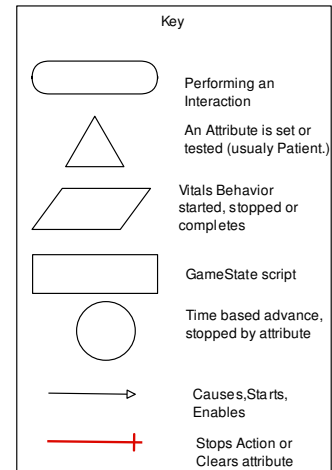 Key
Performing an
Interaction
An Attribute is set or
tested (usualy Patient.)
Vitals Behavior
started, stopped or
completes
GameState script
Time based advance,
stopped by attribute
Causes,Starts,
Enables
Stops Action or
Clears attribute